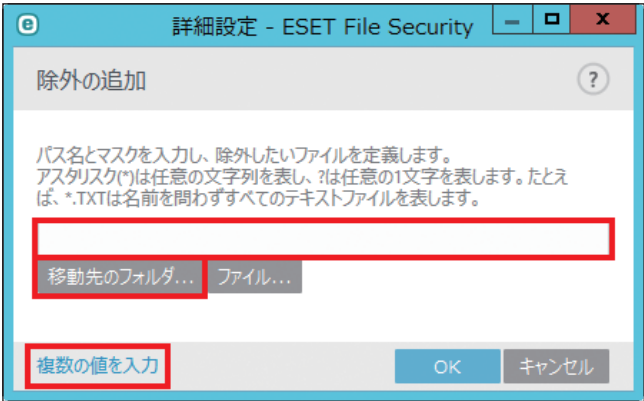 e 詳細設定 - ESET File Security x
除外の追加 ?
パス名とマスクを入力し、除外したいファイルを定義します。
アスタリスク(*)は任意の文字列を表し、?は任意の1文字を表します。たとえ
ば、*.TXTは名前を問わずすべてのテキストファイルを表します。
移動先のフォルダ... ファイル...
複数の値を入力 OK キャンセル